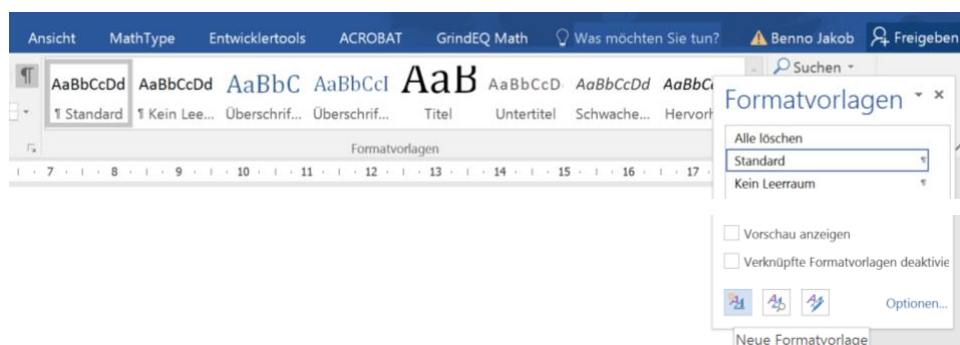 Ansicht MathType Entwicklertools ACROBAT GrindEQ Math Was möchten Sie tun? Benno Jakob Freigeben
Suchen
¶ AaBbCcDd AaBbCcDd AaBbC AaBbCcI AaB AaBbCcD AaBbCcDd AaBbCc
¶ Standard ¶ Kein Lee... Überschrif... Überschrif... Titel Untertitel Schwache... Hervorh
Formatvorlagen
7 8 9 10 11 12 13 14 15 16 17
Formatvorlagen
Alle löschen
Standard ¶
Kein Leerraum ¶
Vorschau anzeigen
Verknüpfte Formatvorlagen deaktivie
Optionen...
Neue Formatvorlage